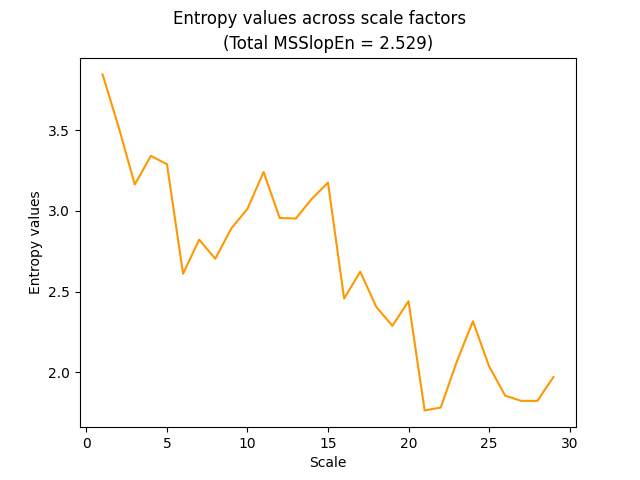 Entropy values across scale factors
(Total MSSlopEn = 2.529)
Entropy values
3.5
3.0
2.5
2.0
0 5 10 15 20 25 30
Scale